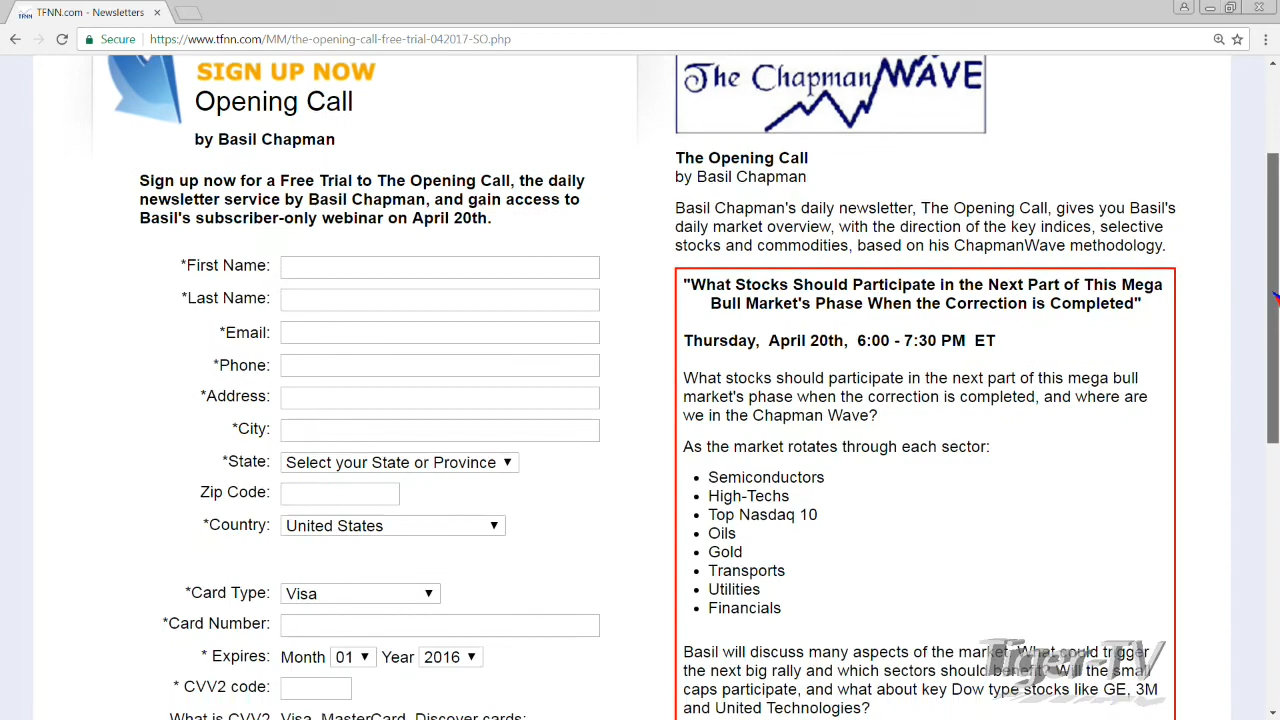 TFNN.com - Newsletters
Secure https://www.tfnn.com/MM/the-opening-call-free-trial-042017-SO.php
SIGN UP NOW
Opening Call
by Basil Chapman
Sign up now for a Free Trial to The Opening Call, the daily
newsletter service by Basil Chapman, and gain access to
Basil's subscriber-only webinar on April 20th.
*First Name:
*Last Name:
*Email:
*Phone:
*Address:
*City:
*State: Select your State or Province
Zip Code:
*Country: United States
*Card Type: Visa
*Card Number:
* Expires: Month 01 Year 2016
* CVV2 code:
What is CVV2 Visa, MasterCard, Discover cards:
The Chapman WAVE
The Opening Call
by Basil Chapman
Basil Chapman's daily newsletter, The Opening Call, gives you Basil's
daily market overview, with the direction of the key indices, selective
stocks and commodities, based on his ChapmanWave methodology.
"What Stocks Should Participate in the Next Part of This Mega
Bull Market's Phase When the Correction is Completed"
Thursday, April 20th, 6:00 - 7:30 PM ET
What stocks should participate in the next part of this mega bull
market's phase when the correction is completed, and where are
we in the Chapman Wave?
As the market rotates through each sector:
• Semiconductors
• High-Techs
• Top Nasdaq 10
• Oils
• Gold
• Transports
• Utilities
• Financials
Basil will discuss many aspects of the market. What could trigger
the next big rally and which sectors should benefit? Will the small
caps participate, and what about key Dow type stocks like GE, 3M
and United Technologies?
Tiger-TV